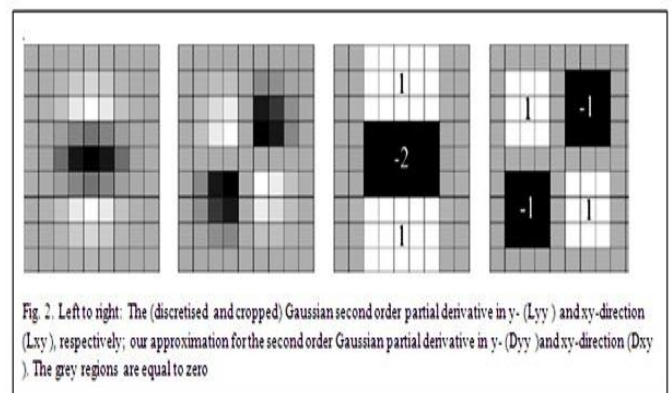 1
-2
1
1
-1
-1
1
Fig. 2. Left to right: The (discretised and cropped) Gaussian second order partial derivative in y- (Lyy ) and xy-direction
(Lxy ), respectively; our approximation for the second order Gaussian partial derivative in y- (Dyy )and xy-direction (Dxy
). The grey regions are equal to zero